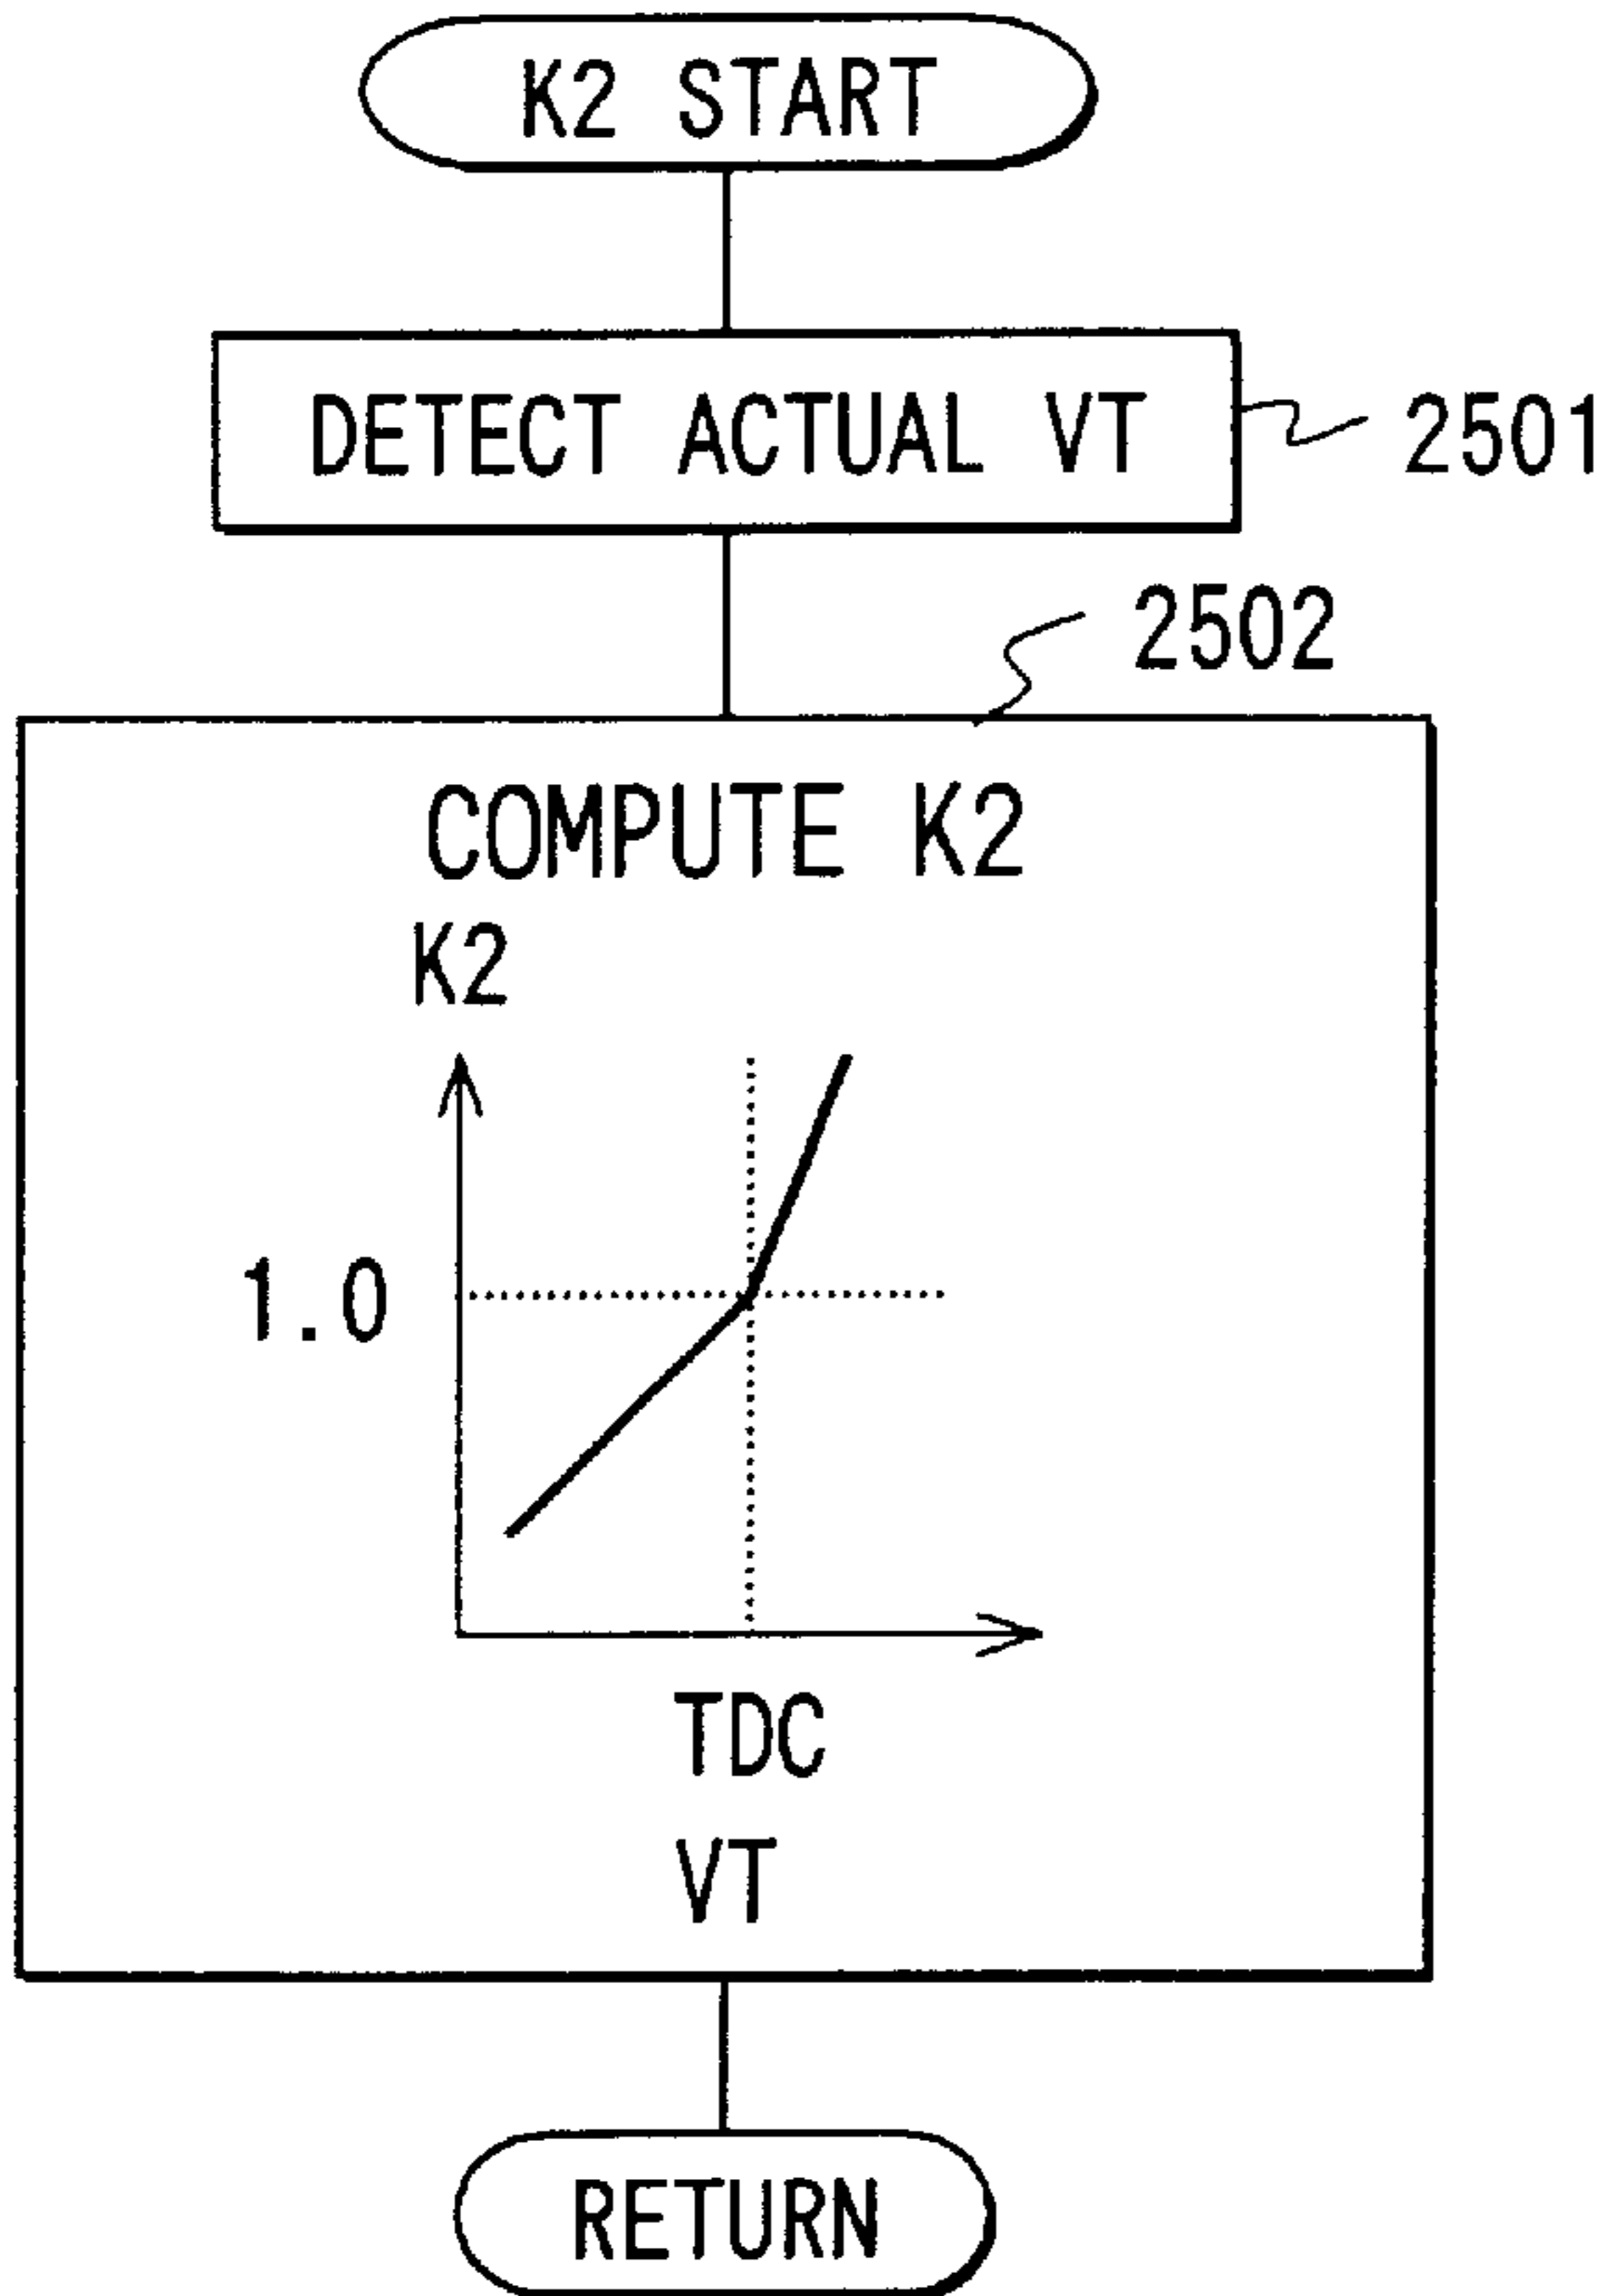 K2 START
DETECT ACTUAL VT
2501
2502
COMPUTE K2
K2
1.0
TDC
VT
RETURN